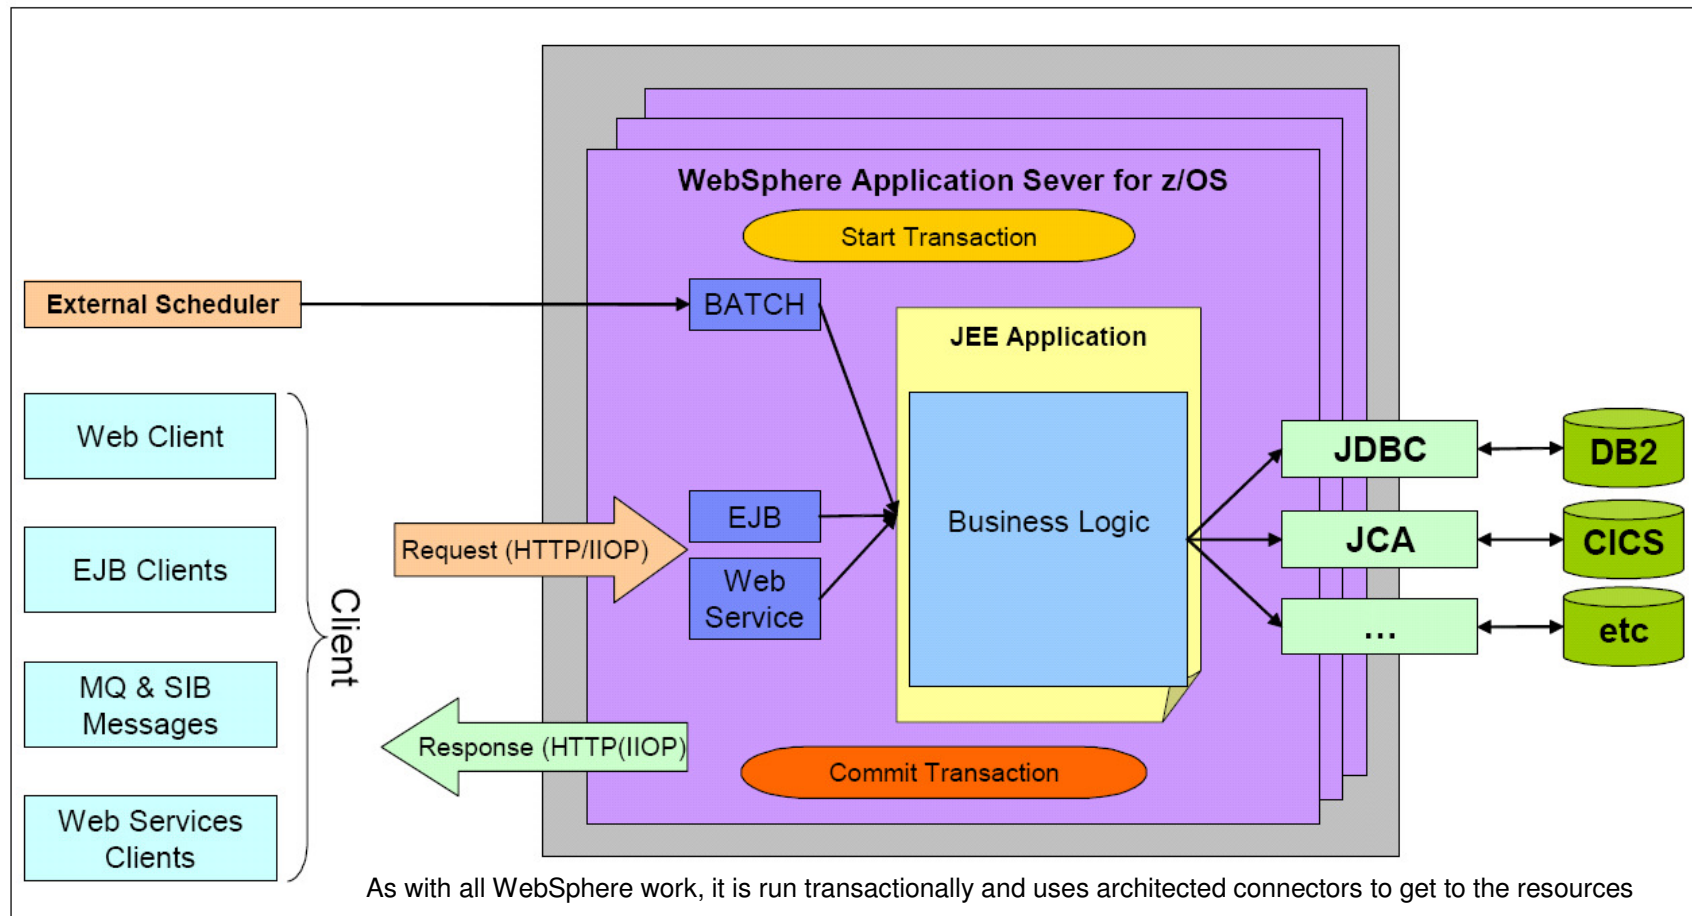 WebSphere Application Sever for z/OS
Start Transaction
External Scheduler
BATCH
JEE Application
Web Client
EJB Clients
MQ & SIB
Messages
Web Services
Clients
Client
Request (HTTP/IIOP)
EJB
Web
Service
Business Logic
JDBC
DB2
JCA
CICS
...
etc
Response (HTTP(IIOP)
Commit Transaction
As with all WebSphere work, it is run transactionally and uses architected connectors to get to the resources